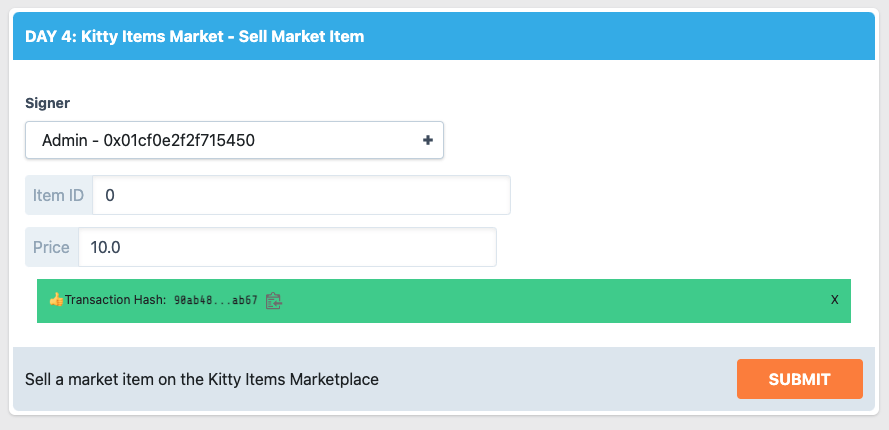 DAY 4: Kitty Items Market - Sell Market Item
Signer
Admin - 0x01cf0e2f2f715450
Item ID 0
Price 10.0
👍Transaction Hash: 90ab48...ab67 X
Sell a market item on the Kitty Items Marketplace SUBMIT